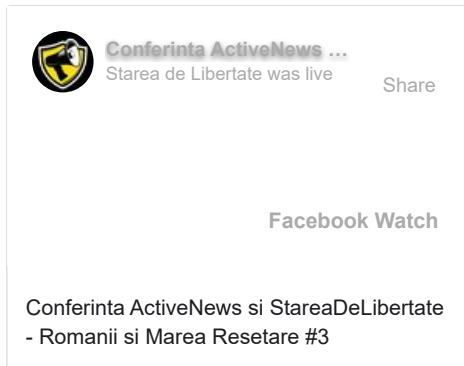 Conferinta ActiveNews ...
Starea de Libertate was live
Share
Facebook Watch
Conferinta ActiveNews si StareaDeLibertate
- Romanii si Marea Resetare #3